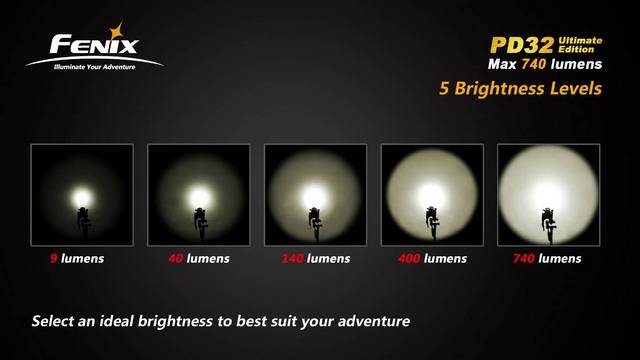 FENIX
Illuminate Your Adventure
PD32 Ultimate Edition
Max 740 lumens
5 Brightness Levels
9 lumens
40 lumens
140 lumens
400 lumens
740 lumens
Select an ideal brightness to best suit your adventure